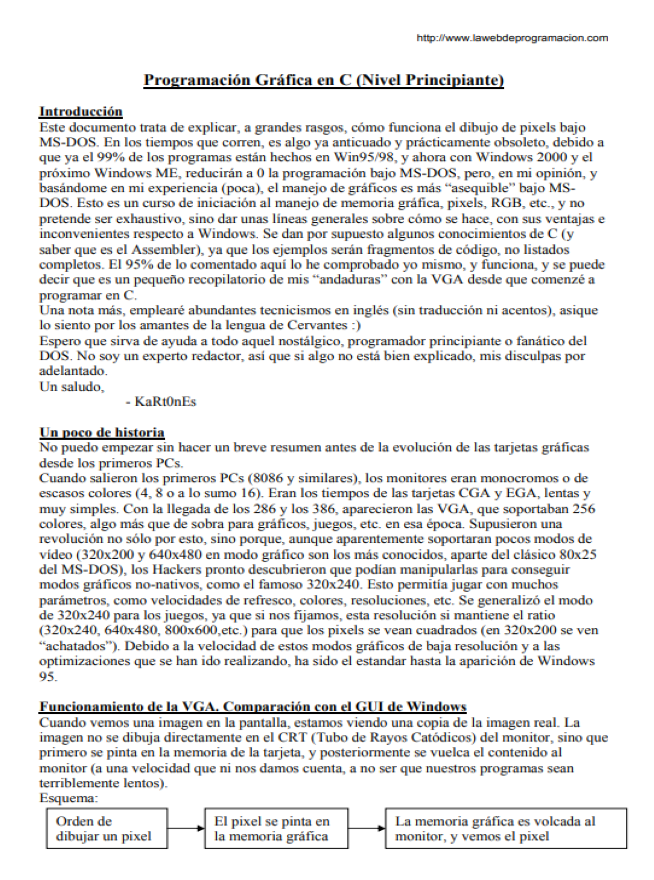 http://www.lawebdeprogramacion.com
Programación Gráfica en C (Nivel Principiante)
Introducción
Este documento trata de explicar, a grandes rasgos, cómo funciona el dibujo de pixels bajo
MS-DOS. En los tiempos que corren, es algo ya anticuado y prácticamente obsoleto, debido a
que ya el 99% de los programas están hechos en Win95/98, y ahora con Windows 2000 y el
próximo Windows ME, reducirán a 0 la programación bajo MS-DOS, pero, en mi opinión, y
basándome en mi experiencia (poca), el manejo de gráficos es más “asequible” bajo MS-
DOS. Esto es un curso de iniciación al manejo de memoria gráfica, pixels, RGB, etc., y no
pretende ser exhaustivo, sino dar unas líneas generales sobre cómo se hace, con sus ventajas e
inconvenientes respecto a Windows. Se dan por supuesto algunos conocimientos de C (y
saber que es el Assembler), ya que los ejemplos serán fragmentos de código, no listados
completos. El 95% de lo comentado aquí lo he comprobado yo mismo, y funciona, y se puede
decir que es un pequeño recopilatorio de mis “andaduras” con la VGA desde que comenzé a
programar en C.
Una nota más, emplearé abundantes tecnicismos en inglés (sin traducción ni acentos), asique
lo siento por los amantes de la lengua de Cervantes :)
Espero que sirva de ayuda a todo aquel nostálgico, programador principiante o fanático del
DOS. No soy un experto redactor, así que si algo no está bien explicado, mis disculpas por
adelantado.
Un saludo,
- KaRt0nEs
Un poco de historia
No puedo empezar sin hacer un breve resumen antes de la evolución de las tarjetas gráficas
desde los primeros PCs.
Cuando salieron los primeros PCs (8086 y similares), los monitores eran monocromos o de
escasos colores (4, 8 o a lo sumo 16). Eran los tiempos de las tarjetas CGA y EGA, lentas y
muy simples. Con la llegada de los 286 y los 386, aparecieron las VGA, que soportaban 256
colores, algo más que de sobra para gráficos, juegos, etc. en esa época. Supusieron una
revolución no sólo por esto, sino porque, aunque aparentemente soportaran pocos modos de
vídeo (320x200 y 640x480 en modo gráfico son los más conocidos, aparte del clásico 80x25
del MS-DOS), los Hackers pronto descubrieron que podían manipularlas para conseguir
modos gráficos no-nativos, como el famoso 320x240. Esto permitía jugar con muchos
parámetros, como velocidades de refresco, colores, resoluciones, etc. Se generalizó el modo
de 320x240 para los juegos, ya que si nos fijamos, esta resolución si mantiene el ratio
(320x240, 640x480, 800x600,etc.) para que los pixels se vean cuadrados (en 320x200 se ven
“achatados”). Debido a la velocidad de estos modos gráficos de baja resolución y a las
optimizaciones que se han ido realizando, ha sido el estandar hasta la aparición de Windows
95.
Funcionamiento de la VGA. Comparación con el GUI de Windows
Cuando vemos una imagen en la pantalla, estamos viendo una copia de la imagen real. La
imagen no se dibuja directamente en el CRT (Tubo de Rayos Catódicos) del monitor, sino que
primero se pinta en la memoria de la tarjeta, y posteriormente se vuelca el contenido al
monitor (a una velocidad que ni nos damos cuenta, a no ser que nuestros programas sean
terriblemente lentos).
Esquema:
Orden de
dibujar un pixel
El pixel se pinta en
la memoria gráfica
La memoria gráfica es volcada al
monitor, y vemos el pixel